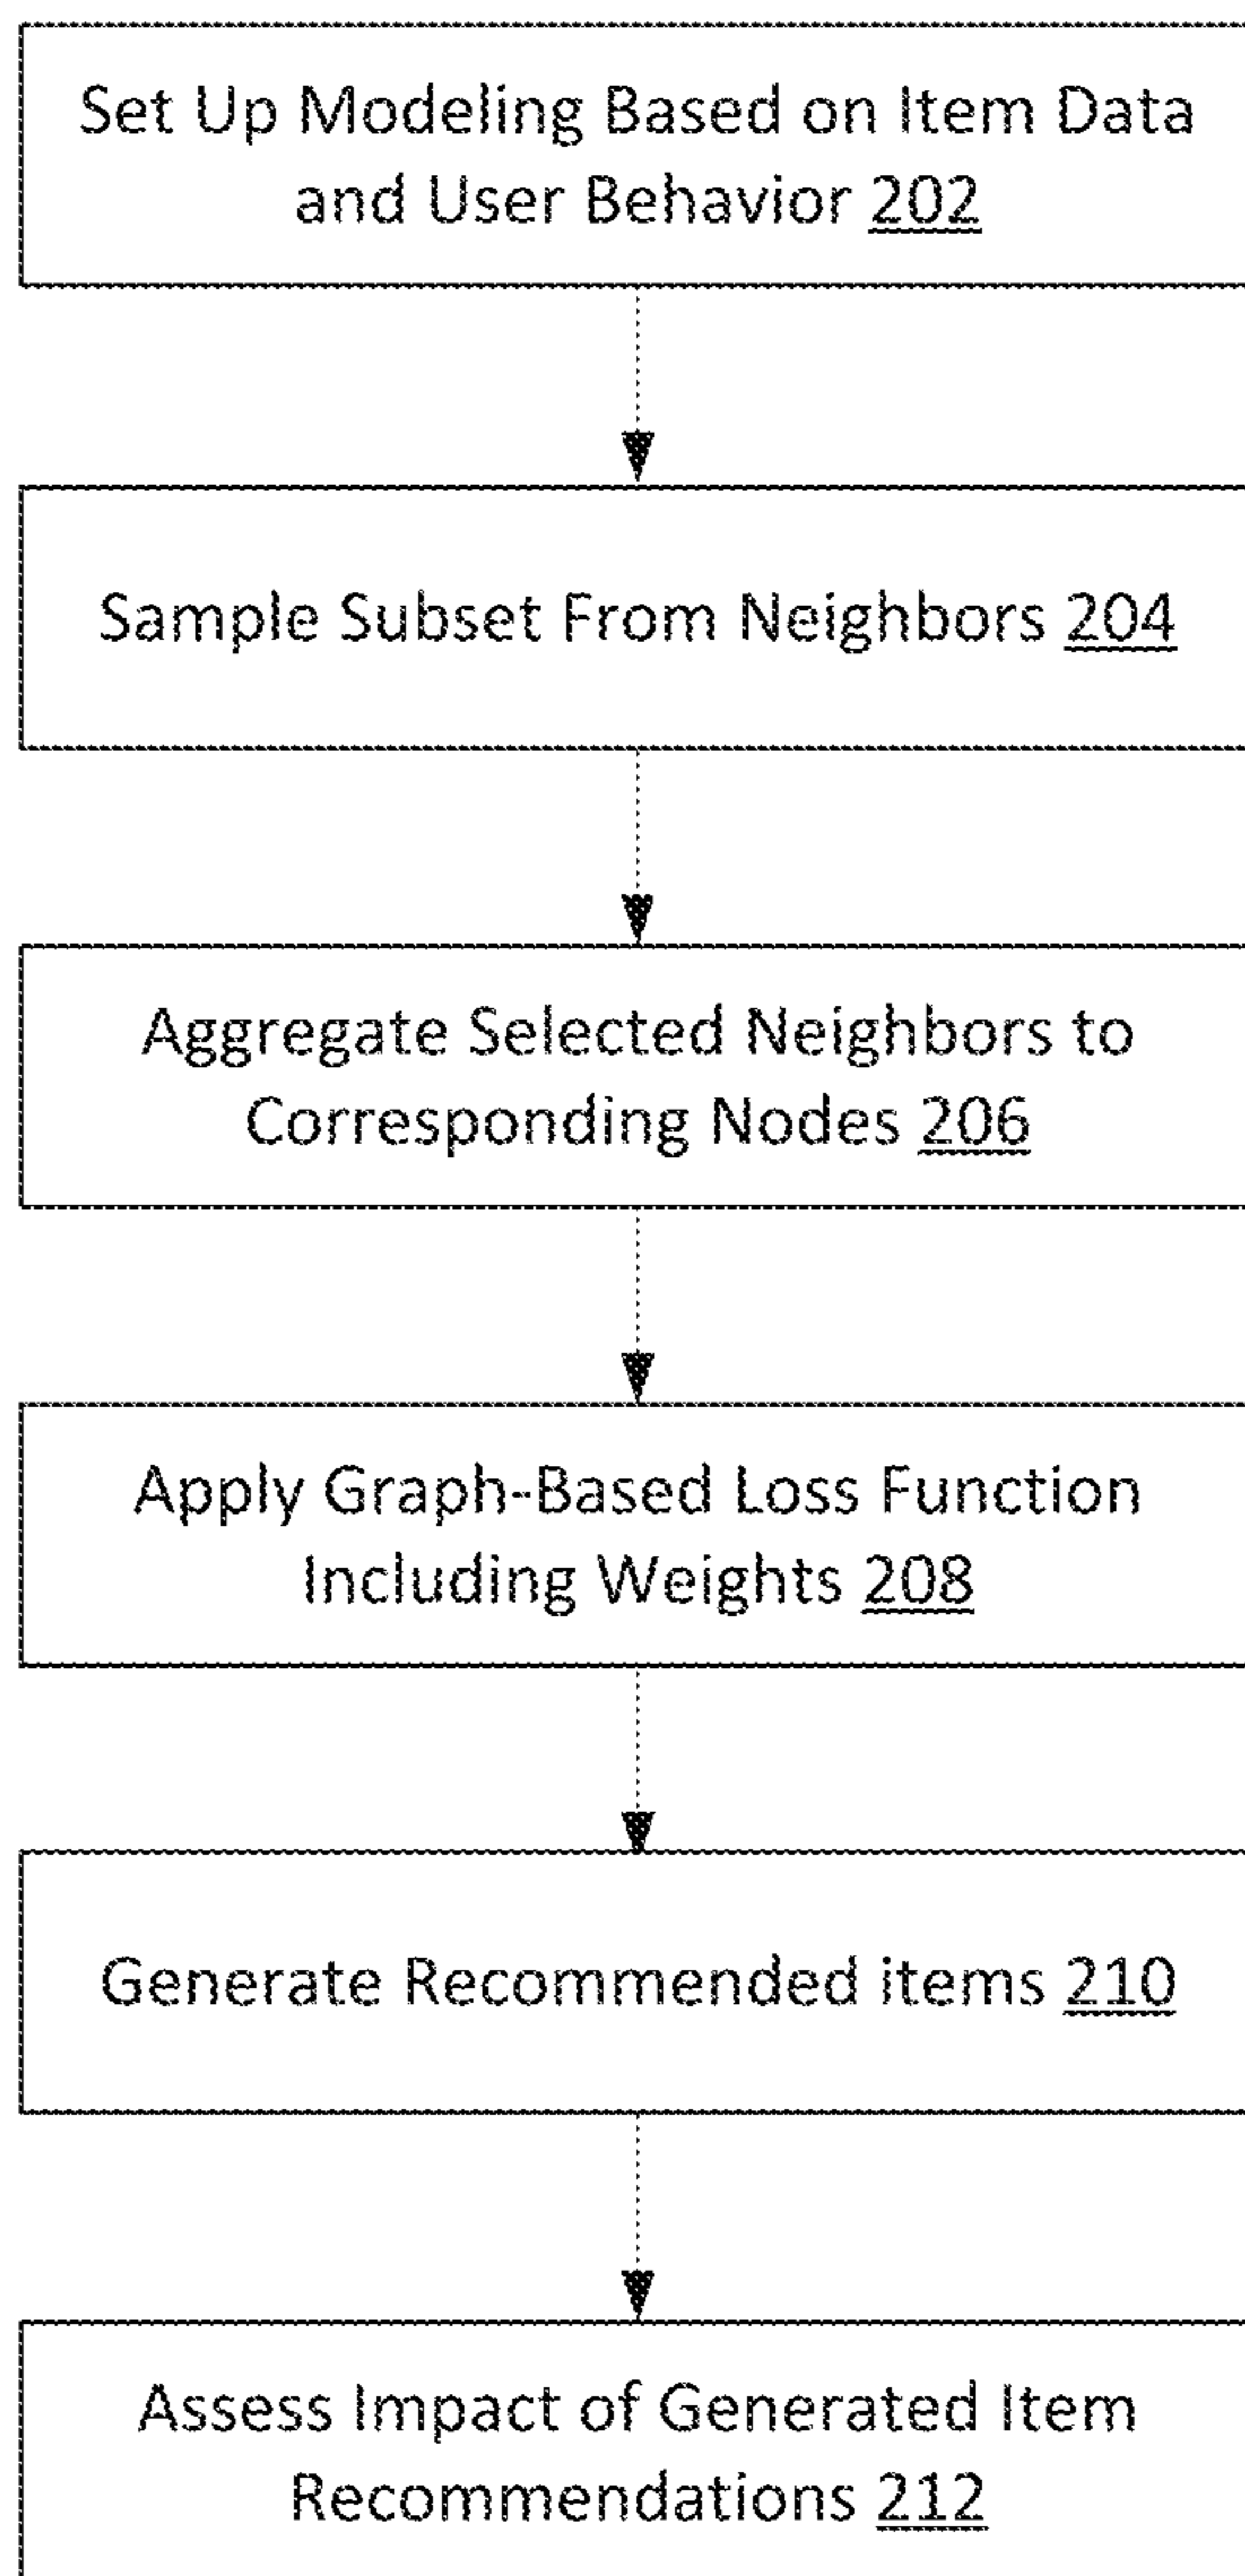 Set Up Modeling Based on Item Data
and User Behavior 202
Sample Subset From Neighbors 204
Aggregate Selected Neighbors to
Corresponding Nodes 206
Apply Graph-Based Loss Function
Including Weights 208
Generate Recommended items 210
Assess Impact of Generated Item
Recommendations 212